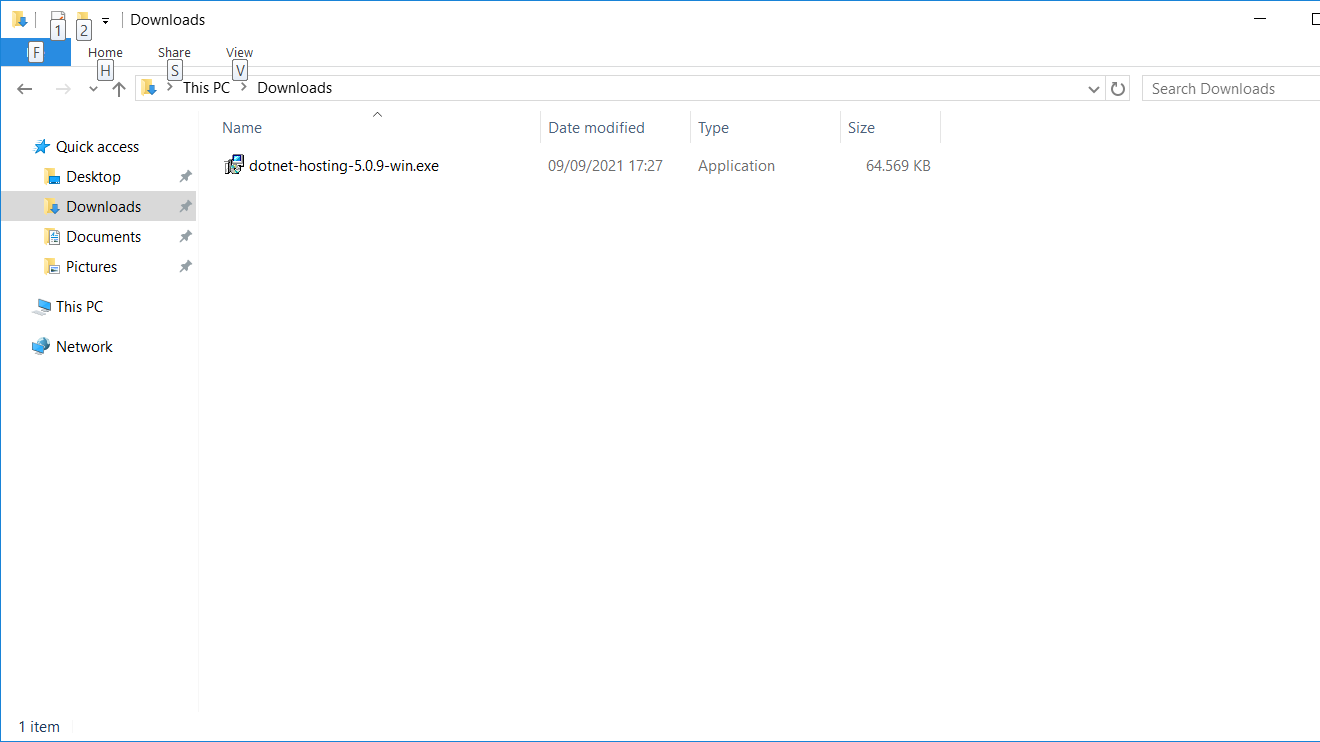 1 2 Downloads
F Home Share View
H S V
This PC Downloads Search Downloads
Name Date modified Type Size
Quick access
dotnet-hosting-5.0.9-win.exe 09/09/2021 17:27 Application 64.569 KB
Desktop
Downloads
Documents
Pictures
This PC
Network
1 item